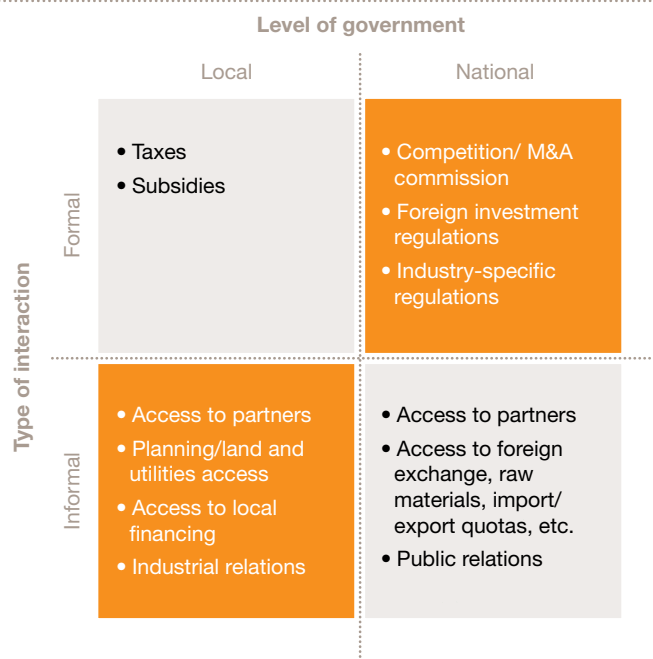 Level of government
Local
National
Type of interaction
Formal
• Taxes
• Subsidies
• Competition/ M&A
commission
• Foreign investment
regulations
• Industry-specific
regulations
Informal
• Access to partners
• Planning/land and
utilities access
• Access to local
financing
• Industrial relations
• Access to partners
• Access to foreign
exchange, raw
materials, import/
export quotas, etc.
• Public relations